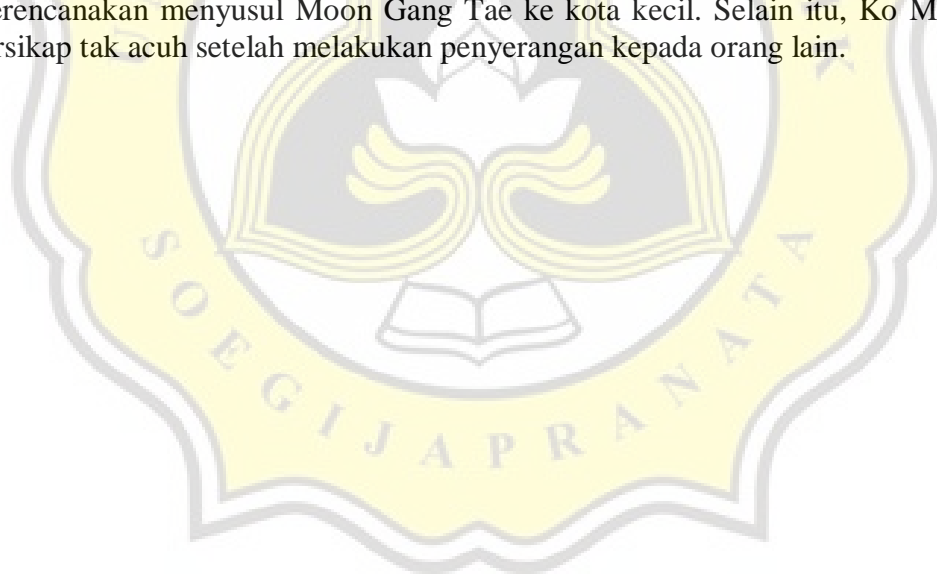 erencanakan menyusul Moon Gang Tae ke kota kecil. Selain itu, Ko M
rsikap tak acuh setelah melakukan penyerangan kepada orang lain.
SOEGIJAPRANATA